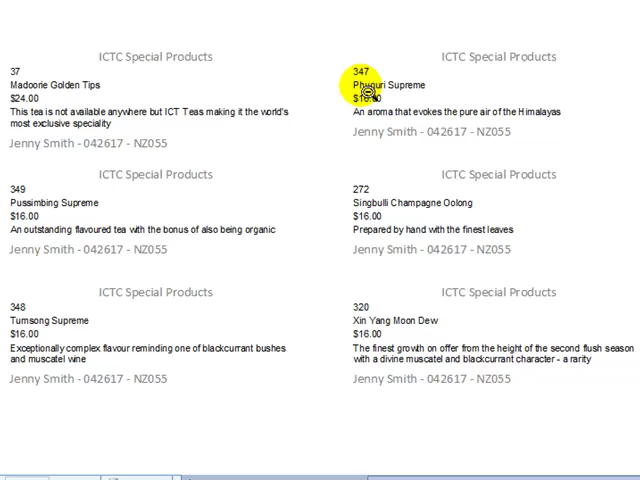 ICTC Special Products
37
Madoorie Golden Tips
$24.00
This tea is not available anywhere but ICT Teas making it the world's
most exclusive speciality
Jenny Smith - 042617 - NZ055
ICTC Special Products
347
Phuguri Supreme
$16.00
An aroma that evokes the pure air of the Himalayas
Jenny Smith - 042617 - NZ055
ICTC Special Products
349
Pussimbing Supreme
$16.00
An outstanding flavoured tea with the bonus of also being organic
Jenny Smith - 042617 - NZ055
ICTC Special Products
272
Singbulli Champagne Oolong
$16.00
Prepared by hand with the finest leaves
Jenny Smith - 042617 - NZ055
ICTC Special Products
348
Tumsong Supreme
$16.00
Exceptionally complex flavour reminding one of blackcurrant bushes
and muscatel wine
Jenny Smith - 042617 - NZ055
ICTC Special Products
320
Xin Yang Moon Dew
$16.00
The finest growth on offer from the height of the second flush season
with a divine muscatel and blackcurrant character - a rarity
Jenny Smith - 042617 - NZ055